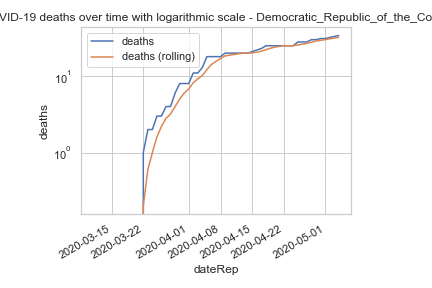 VID-19 deaths over time with logarithmic scale - Democratic_Republic_of_the_Co
deaths
deaths (rolling)
10¹
10⁰
deaths
2020-03-15
2020-03-22
2020-04-01
2020-04-08
2020-04-15
2020-04-22
2020-05-01
dateRep